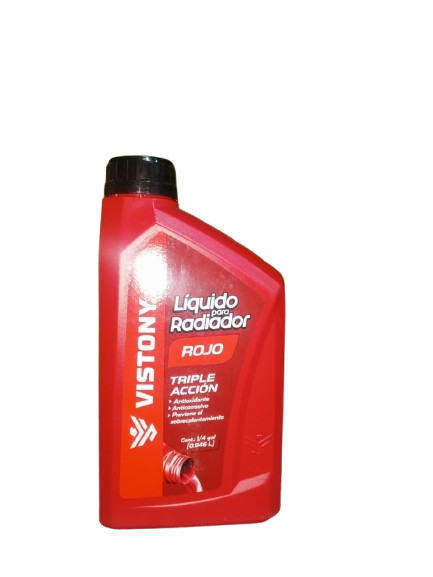 VISTONY
Líquido
para
Radiador
ROJO
TRIPLE
ACCIÓN
Antioxidante
Anticorrosivo
Previene el
sobrecalentamiento
Cont.: 1/4 gal
(0.946 L)